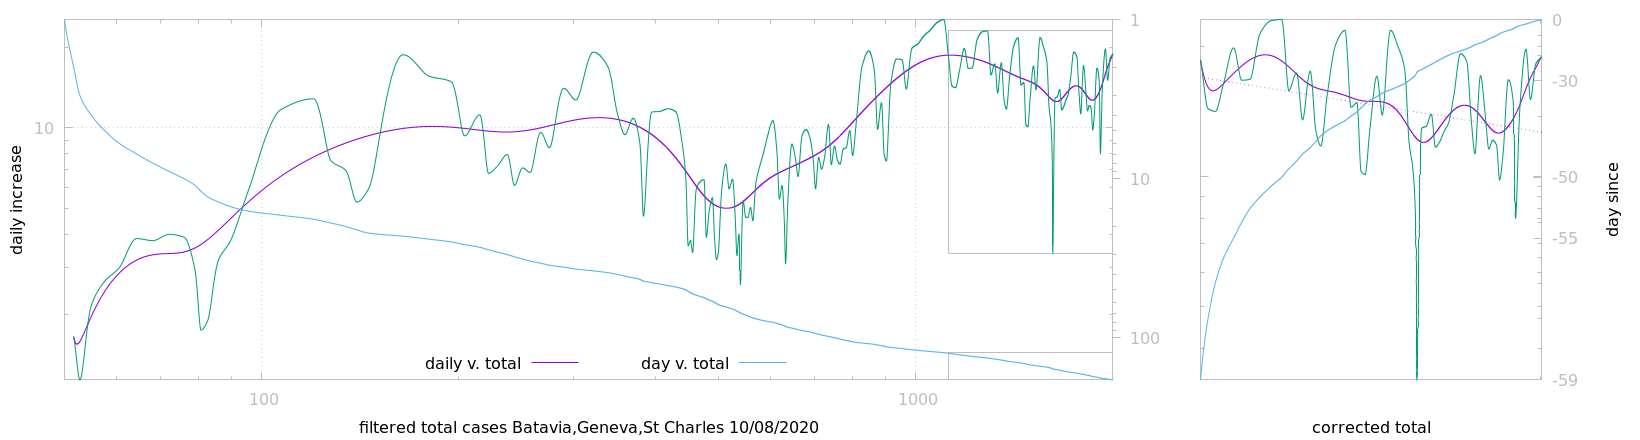 daily increase
10
1
10
100
daily v. total
day v. total
100
1000
filtered total cases Batavia,Geneva,St Charles 10/08/2020
0
-30
-50
-55
-59
day since
corrected total